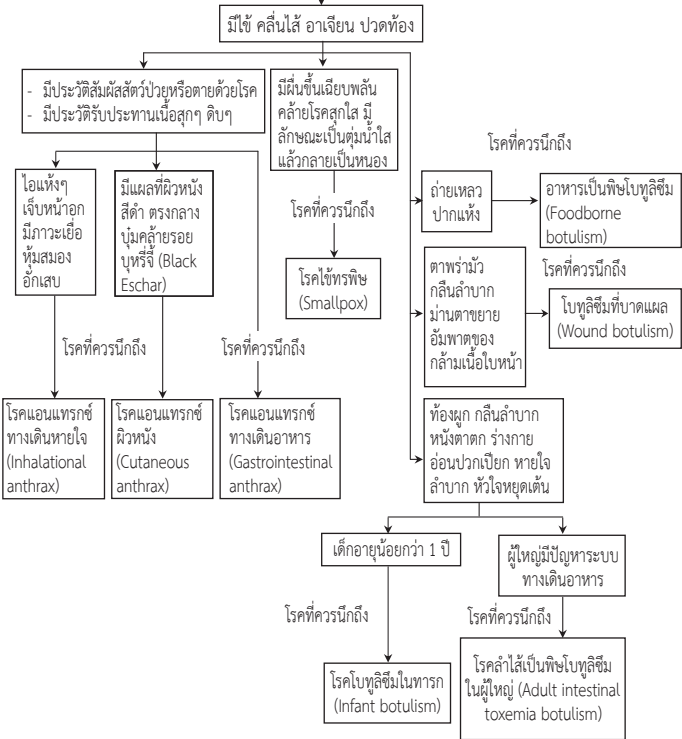 มีไข้ คลื่นไส้ อาเจียน ปวดท้อง
- มีประวัติสัมผัสสัตว์ป่วยหรือตายด้วยโรค
- มีประวัติรับประทานเนื้อสุกๆ ดิบๆ
มีผื่นขึ้นเฉียบพลัน
คล้ายโรคสุกใส มี
ลักษณะเป็นตุ่มน้ำใส
แล้วกลายเป็นหนอง
โรคที่ควรนึกถึง
ไอแห้งๆ
เจ็บหน้าอก
มีภาวะเยื่อ
หุ้มสมอง
อักเสบ
มีแผลที่ผิวหนัง
สีดำ ตรงกลาง
บุ๋มคล้ายรอย
บุหรี่จี้ (Black
Eschar)
โรคที่ควรนึกถึง
ถ่ายเหลว
ปากแห้ง
อาหารเป็นพิษโบทูลิซึม
(Foodborne
botulism)
โรคไข้ทรพิษ
(Smallpox)
ตาพร่ามัว
กลืนลำบาก
ม่านตาขยาย
อัมพาตของ
กล้ามเนื้อใบหน้า
โรคที่ควรนึกถึง
โบทูลิซึมที่บาดแผล
(Wound botulism)
โรคที่ควรนึกถึง
โรคที่ควรนึกถึง
โรคแอนแทรกซ์
ทางเดินหายใจ
(Inhalational
anthrax)
โรคแอนแทรกซ์
ผิวหนัง
(Cutaneous
anthrax)
โรคแอนแทรกซ์
ทางเดินอาหาร
(Gastrointestinal
anthrax)
ท้องผูก กลืนลำบาก
หนังตาตก ร่างกาย
อ่อนปวกเปียก หายใจ
ลำบาก หัวใจหยุดเต้น
เด็กอายุน้อยกว่า 1 ปี
ผู้ใหญ่มีปัญหาระบบ
ทางเดินอาหาร
โรคที่ควรนึกถึง
โรคที่ควรนึกถึง
โรคโบทูลิซึมในทารก
(Infant botulism)
โรคลำไส้เป็นพิษโบทูลิซึม
ในผู้ใหญ่ (Adult intestinal
toxemia botulism)